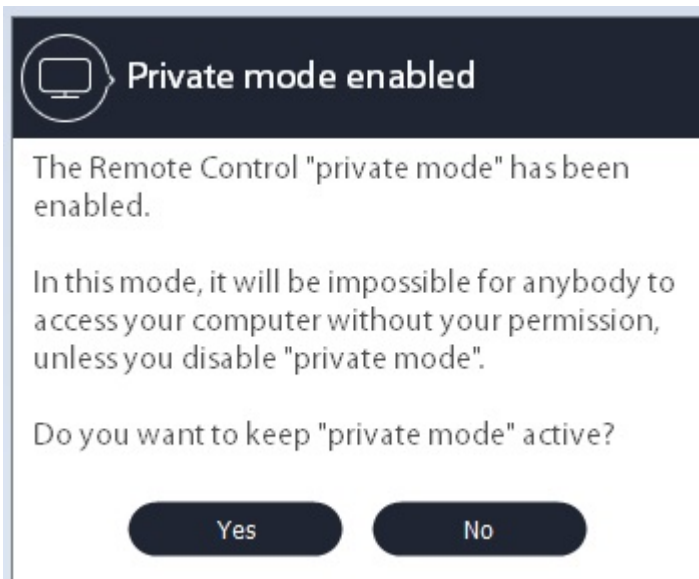 Private mode enabled
The Remote Control "private mode" has been
enabled.
In this mode, it will be impossible for anybody to
access your computer without your permission,
unless you disable "private mode".
Do you want to keep "private mode" active?
Yes
No